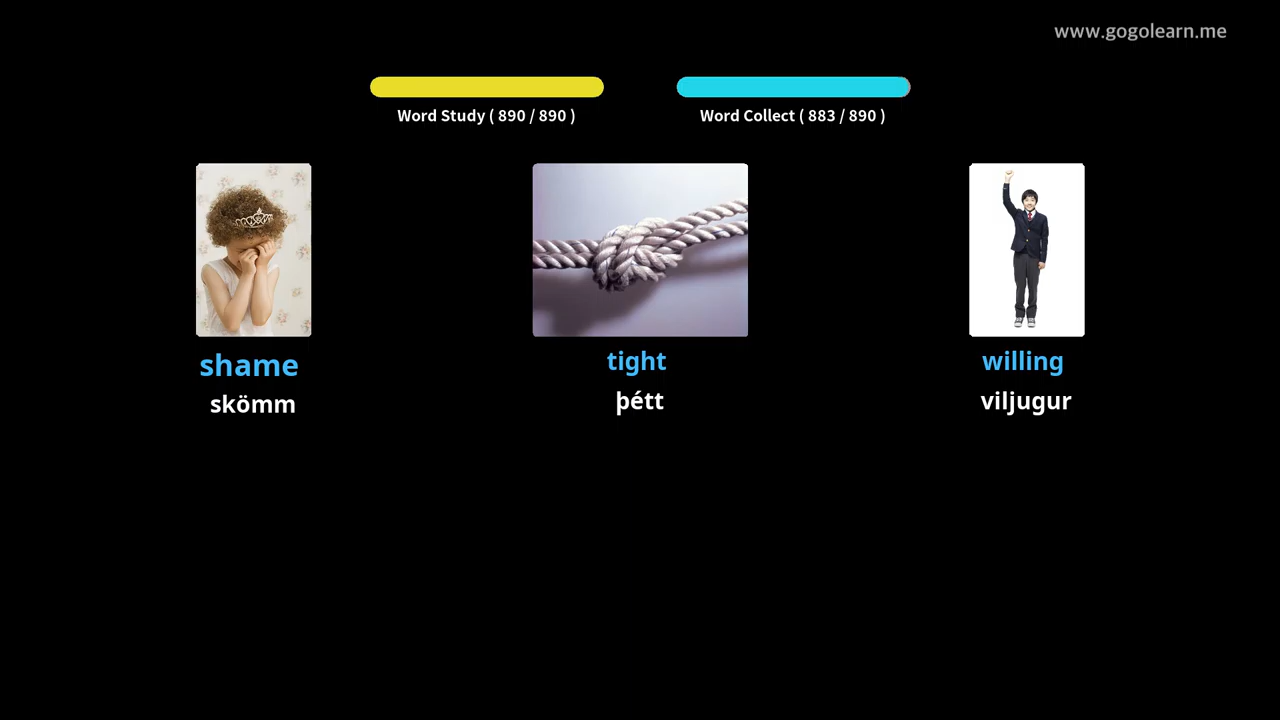 www.gogolearn.me
Word Study ( 890 / 890 )
Word Collect ( 883 / 890 )
shame
skömm
tight
þétt
willing
viljugur